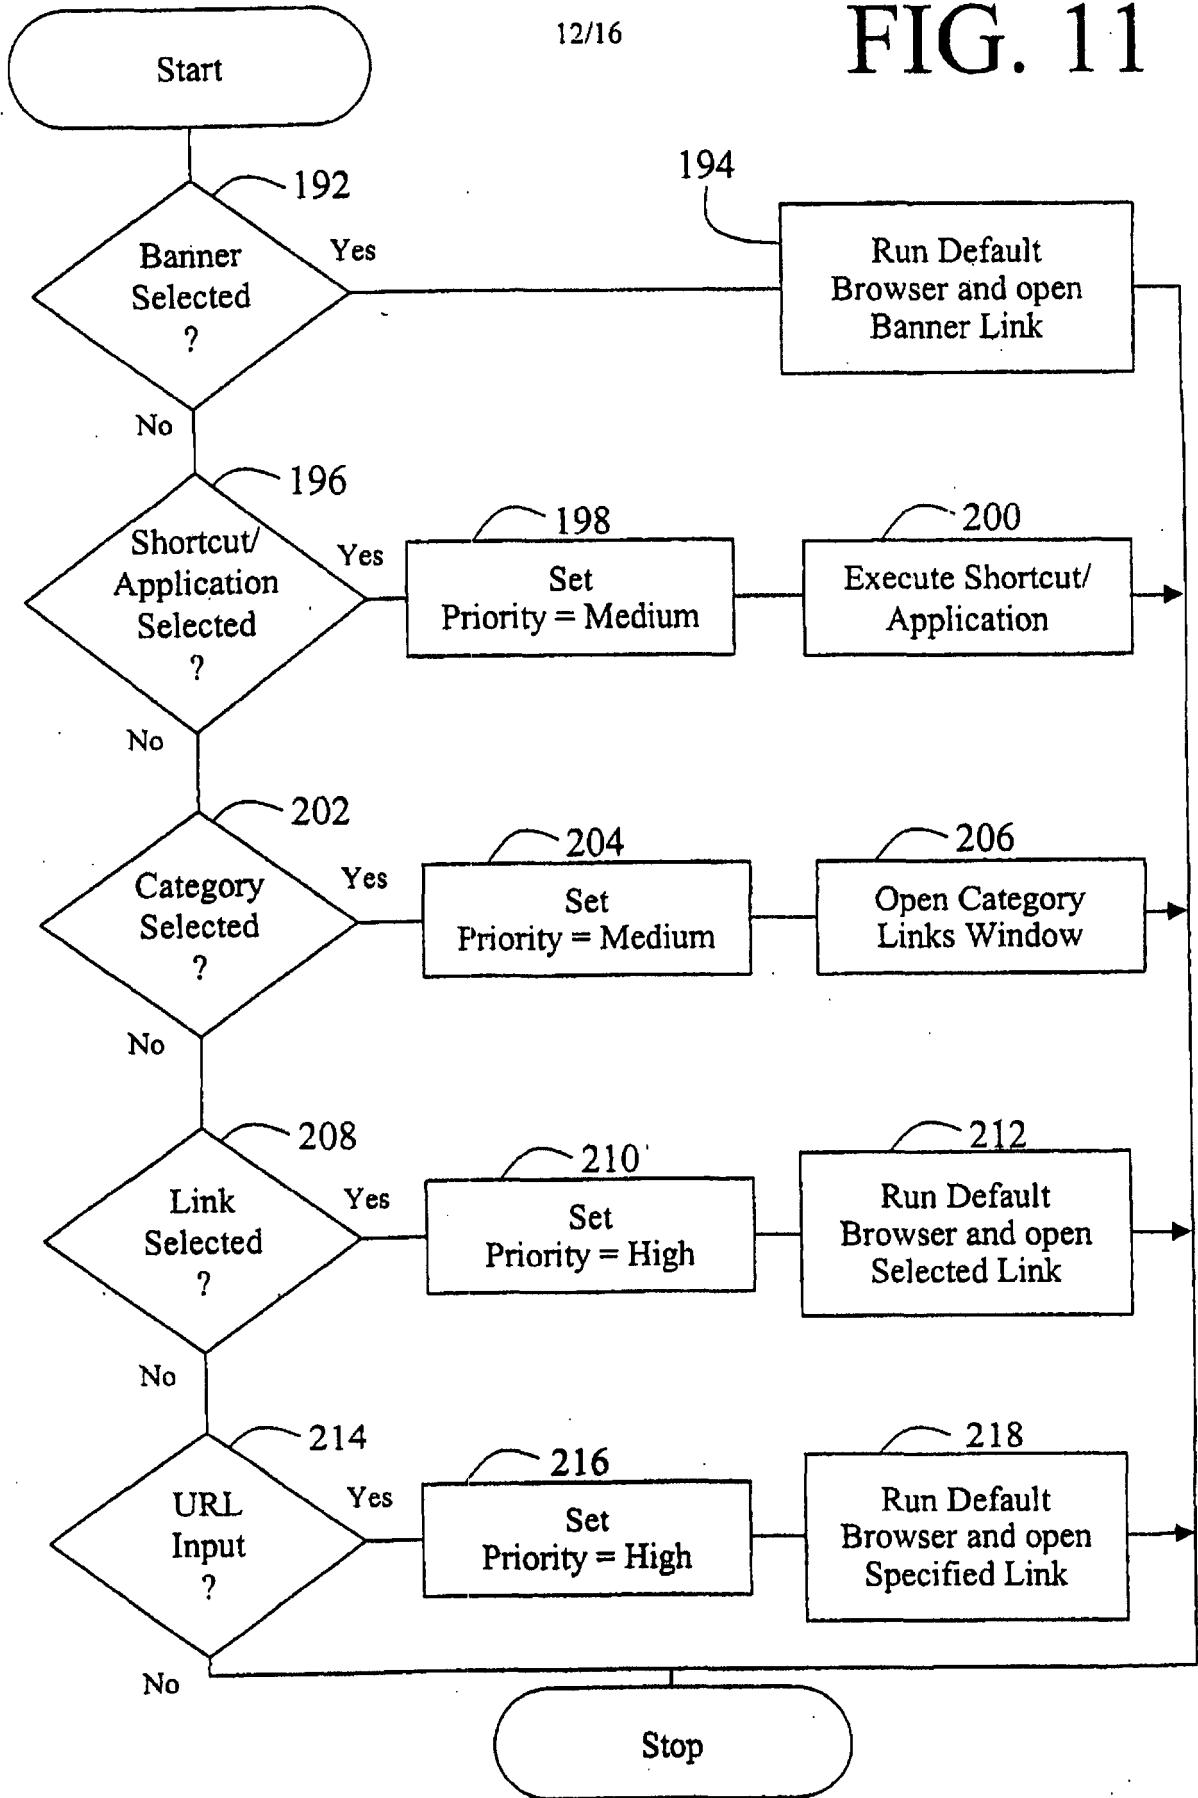 12/16
FIG. 11
Start
192
194
Banner
Selected
?
Yes
Run Default
Browser and open
Banner Link
No
196
198
200
Shortcut/
Application
Selected
?
Yes
Set
Priority = Medium
Execute Shortcut/
Application
No
202
204
206
Category
Selected
?
Yes
Set
Priority = Medium
Open Category
Links Window
No
208
210
212
Link
Selected
?
Yes
Set
Priority = High
Run Default
Browser and open
Selected Link
No
214
216
218
URL
Input
?
Yes
Set
Priority = High
Run Default
Browser and open
Specified Link
No
Stop